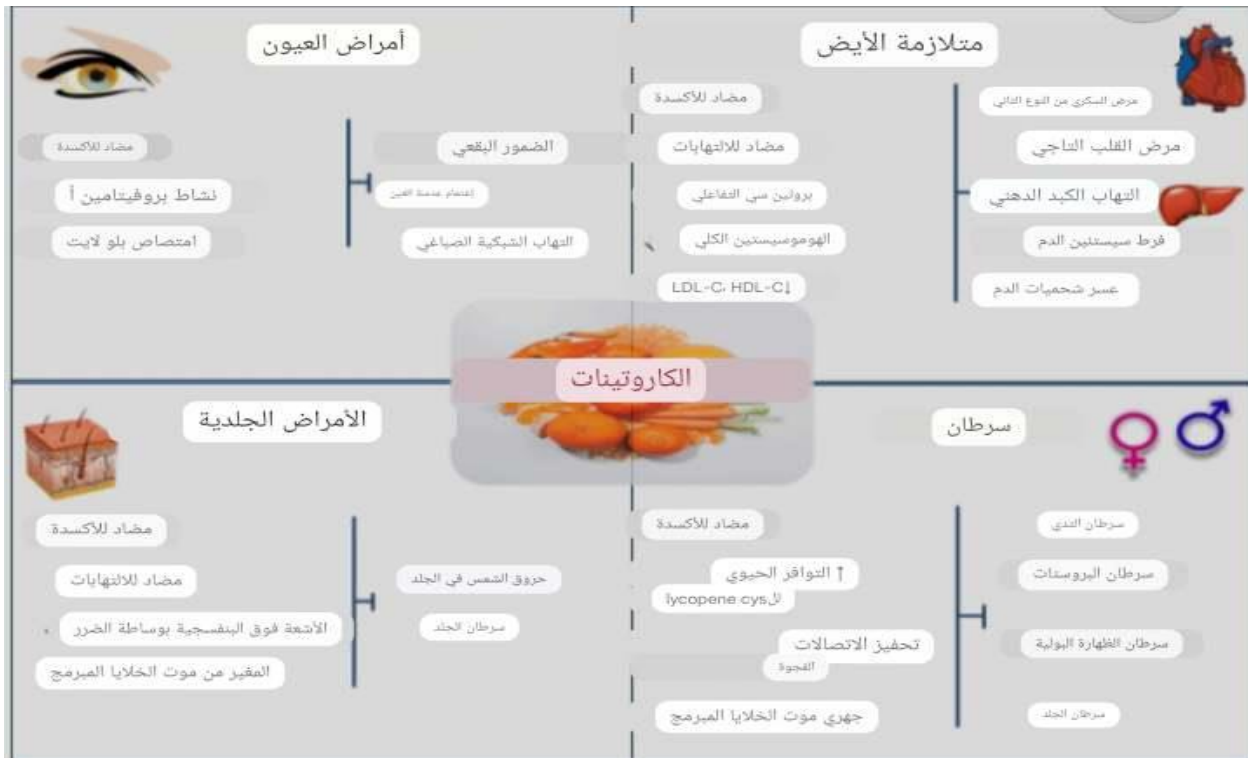 متلازمة الأيض
مرض السكري من النوع الثاني
مرض القلب التاجي
التهاب الكبد الدهني
فرط سيستئين الدم
عسر شحميات الدم
مضاد للأكسدة
مضاد للالتهابات
بروتين سي التفاعلي
الهوموسيستين الكلي
LDL-C، HDL-C↓
أمراض العيون
الضمور البقعي
إعتمام عدسة العين
التهاب الشبكية الصباغي
مضاد للأكسدة
نشاط بروفيتامين أ
امتصاص بلو لايت
الكاروتينات
سرطان
سرطان الثدي
سرطان البروستات
سرطان الظهارة البولية
سرطان الجلد
مضاد للأكسدة
↑ التوافر الحيوي
لل lycopene cys
تحفيز الاتصالات
الفجوة
جهري موت الخلايا المبرمج
الأمراض الجلدية
حروق الشمس في الجلد
سرطان الجلد
مضاد للأكسدة
مضاد للالتهابات
الأشعة فوق البنفسجية بوساطة الضرر
المغير من موت الخلايا المبرمج